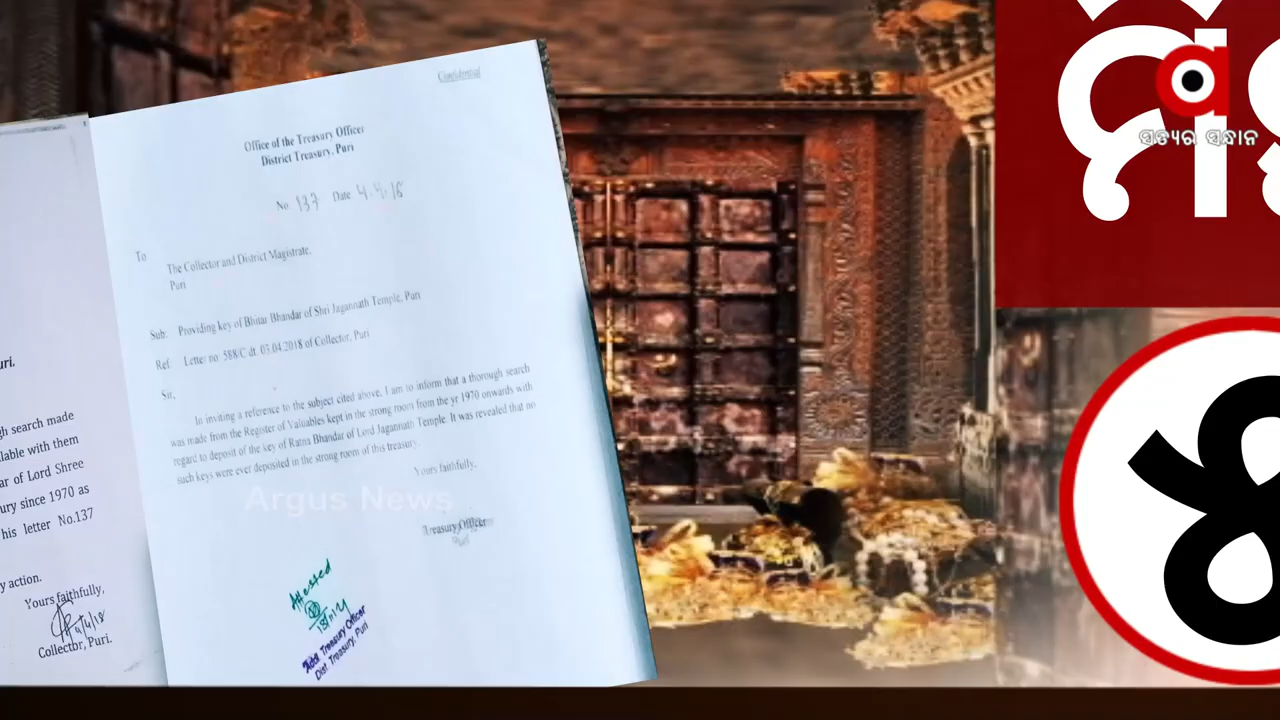 uri.
gh search made
ilable with them
ar of Lord Shree
ury since 1970 as
his letter No.137
y action.
Yours faithfully,
Collector, Puri.
Confidential
Office of the Treasury Officer
District Treasury, Puri
No. 137 Date 4.4.18
To
The Collector and District Magistrate,
Puri
Sub: Providing key of Bhitar Bhandar of Shri Jagannath Temple, Puri
Ref: Letter no 588/C dt. 03.04.2018 of Collector, Puri
Sir,
In inviting a reference to the subject cited above, I am to inform that a thorough search
was made from the Register of Valuables kept in the strong room from the yr 1970 onwards with
regard to deposit of the key of Ratna Bhandar of Lord Jagannath Temple. It was revealed that no
such keys were ever deposited in the strong room of this treasury.
Yours faithfully,
Treasury Officer
Puri
Argus News
Attested
Addl Treasury Officer
Dist. Treasury, Puri
ସତ୍ୟର ସନ୍ଧାନ